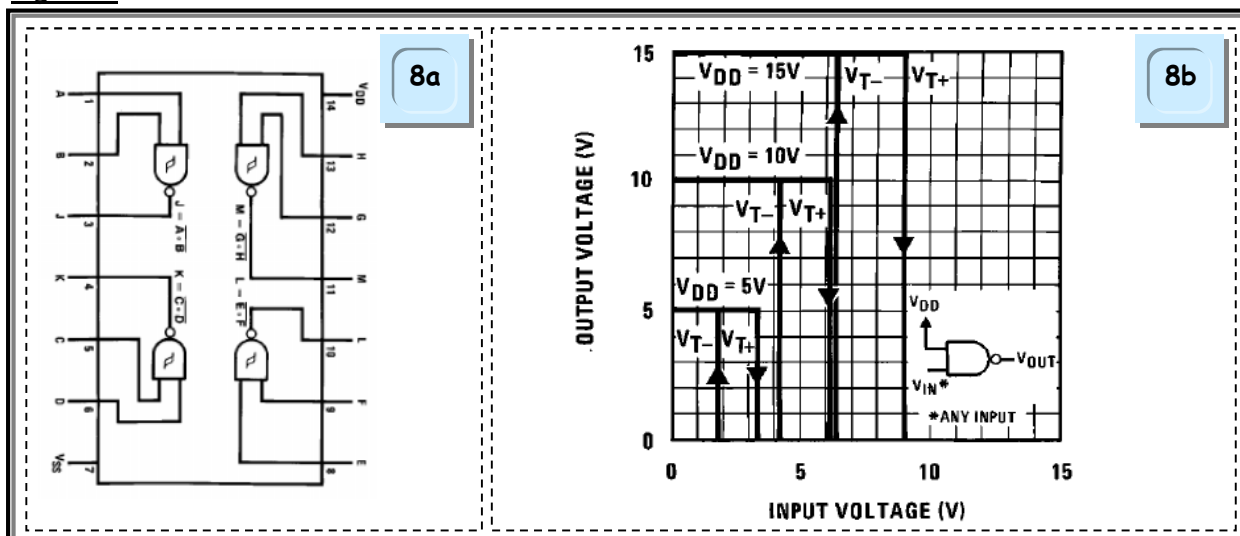 8a
A
1
B
2
J
3
K
4
C
5
D
6
VSS
7
VDD
14
H
13
G
12
M
11
L
10
F
9
E
8
J = A•B
M = G•H
K = C•D
L = E•F
8b
OUTPUT VOLTAGE (V)
15
10
5
0
VDD = 15V
VT−
VT+
VDD = 10V
VT−
VT+
VDD = 5V
VT−
VT+
VDD
VOUT
VIN*
*ANY INPUT
0
5
10
15
INPUT VOLTAGE (V)